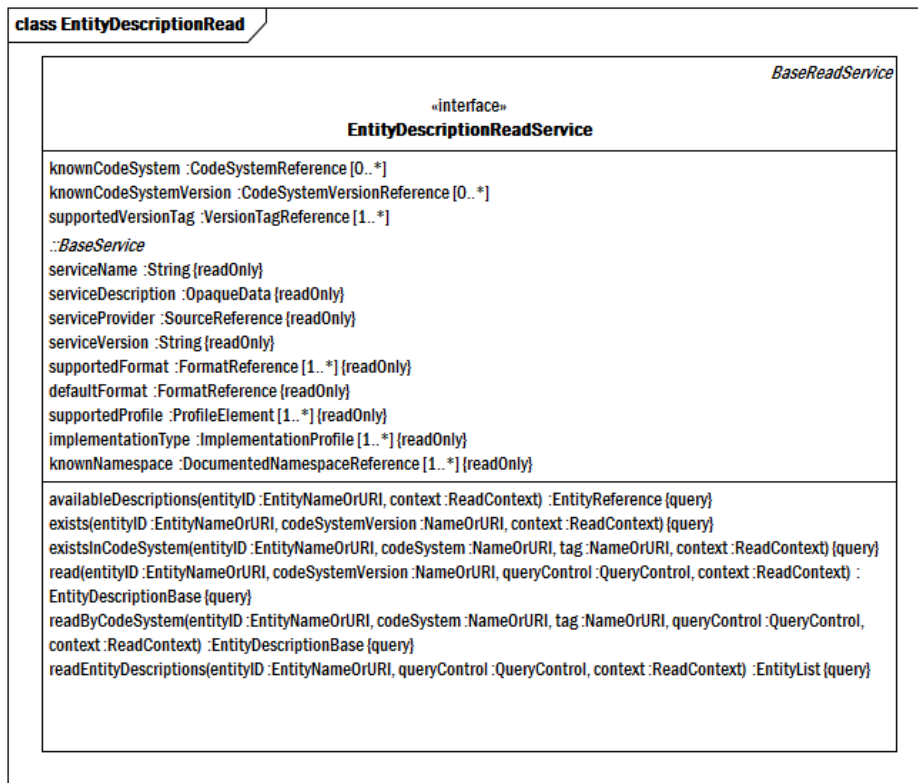 class EntityDescriptionRead
BaseReadService
«interface»
EntityDescriptionReadService
knownCodeSystem :CodeSystemReference [0..*]
knownCodeSystemVersion :CodeSystemVersionReference [0..*]
supportedVersionTag :VersionTagReference [1..*]
::BaseService
serviceName :String {readOnly}
serviceDescription :OpaqueData {readOnly}
serviceProvider :SourceReference {readOnly}
serviceVersion :String {readOnly}
supportedFormat :FormatReference [1..*] {readOnly}
defaultFormat :FormatReference {readOnly}
supportedProfile :ProfileElement [1..*] {readOnly}
implementationType :ImplementationProfile [1..*] {readOnly}
knownNamespace :DocumentedNamespaceReference [1..*] {readOnly}
availableDescriptions(entityID :EntityNameOrURI, context :ReadContext) :EntityReference {query}
exists(entityID :EntityNameOrURI, codeSystemVersion :NameOrURI, context :ReadContext) {query}
existsInCodeSystem(entityID :EntityNameOrURI, codeSystem :NameOrURI, tag :NameOrURI, context :ReadContext) {query}
read(entityID :EntityNameOrURI, codeSystemVersion :NameOrURI, queryControl :QueryControl, context :ReadContext) :
EntityDescriptionBase {query}
readByCodeSystem(entityID :EntityNameOrURI, codeSystem :NameOrURI, tag :NameOrURI, queryControl :QueryControl,
context :ReadContext) :EntityDescriptionBase {query}
readEntityDescriptions(entityID :EntityNameOrURI, queryControl :QueryControl, context :ReadContext) :EntityList {query}